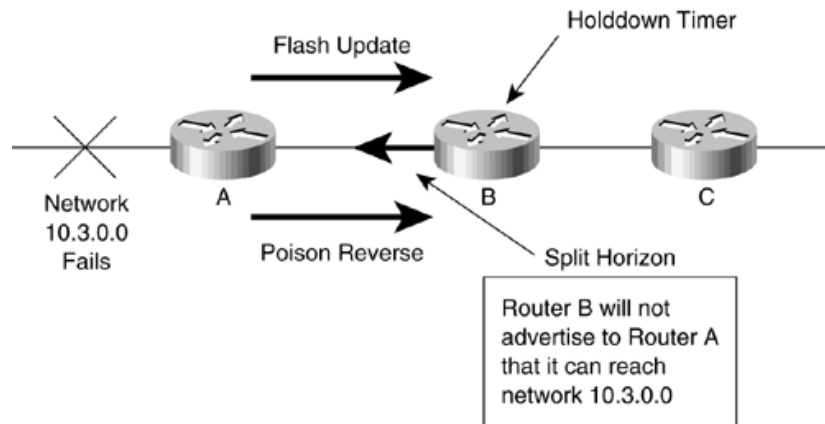 Holddown Timer
Flash Update
A
B
C
Network
10.3.0.0
Fails
Poison Reverse
Split Horizon
Router B will not
advertise to Router A
that it can reach
network 10.3.0.0